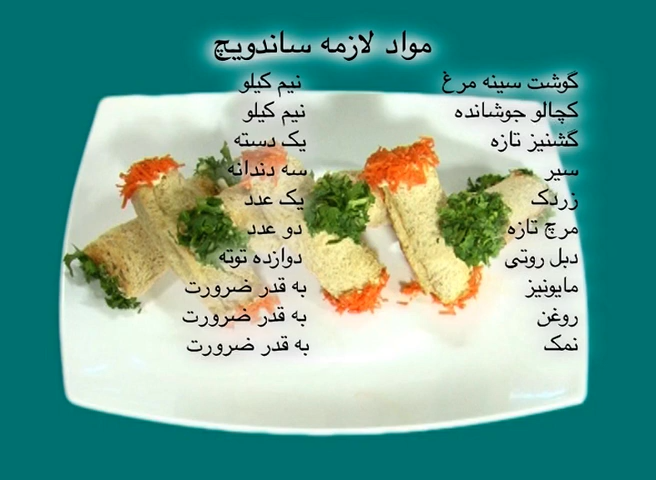 مواد لازمه ساندویچ
گوشت سینه مرغ نیم کیلو
کچالو جوشانده نیم کیلو
گشنیز تازه یک دسته
سیر سه دندانه
زردک یک عدد
مرچ تازه دو عدد
دبل روتی دوازده توته
مایونیز به قدر ضرورت
روغن به قدر ضرورت
نمک به قدر ضرورت